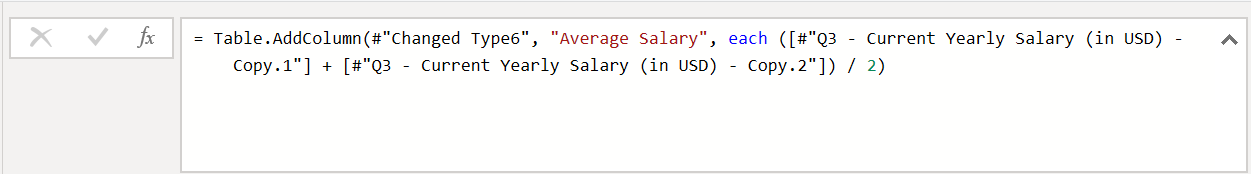 fx = Table.AddColumn(#"Changed Type6", "Average Salary", each ([#"Q3 - Current Yearly Salary (in USD) -
Copy.1"] + [#"Q3 - Current Yearly Salary (in USD) - Copy.2"]) / 2)